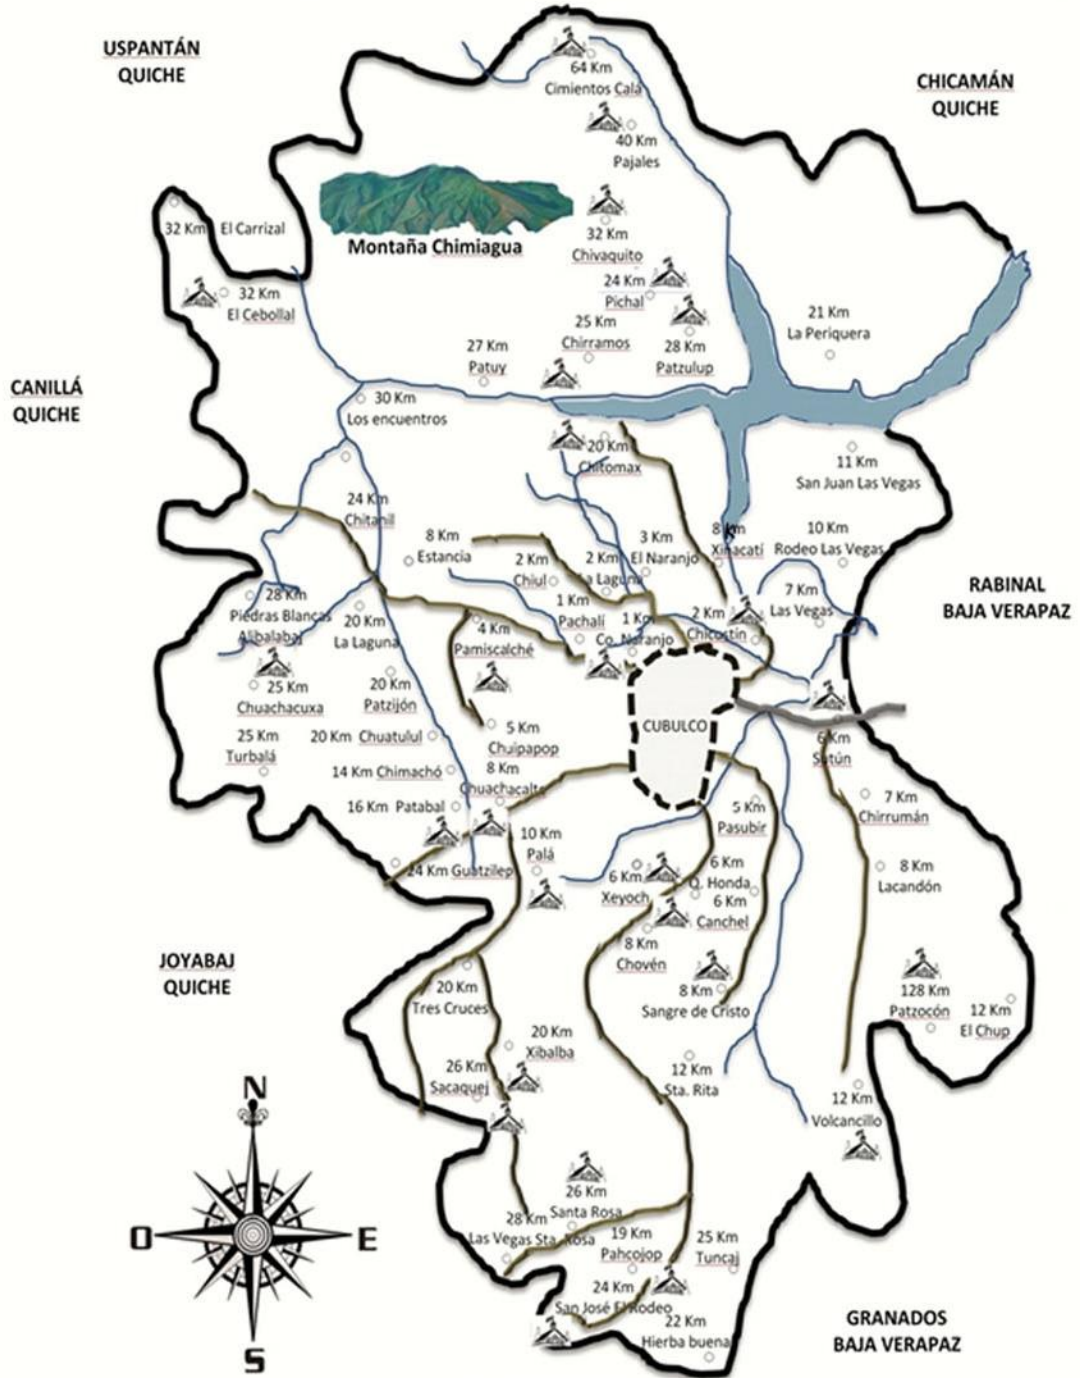 USPANTÁN
QUICHE
CHICAMÁN
QUICHE
64 Km
Cimientos Calá
40 Km
Pajales
Montaña Chimiagua
32 Km
El Carrizal
32 Km
Chivaquito
24 Km
Pichal
32 Km
El Cebollal
21 Km
La Periquera
25 Km
Chirramos
27 Km
Patuy
28 Km
Patzulup
CANILLÁ
QUICHE
30 Km
Los encuentros
20 Km
Chitomax
11 Km
San Juan Las Vegas
24 Km
Chitanil
8 Km
Estancia
3 Km
El Naranjo
8 Km
Xinacatí
10 Km
Rodeo Las Vegas
2 Km
Chiul
2 Km
La Laguna
RABINAL
BAJA VERAPAZ
28 Km
Piedras Blancas
Alibalabaj
20 Km
La Laguna
1 Km
Pachalí
1 Km
Co. Naranjo
2 Km
Chicostin
7 Km
Las Vegas
4 Km
Pamiscalché
25 Km
Chuachacuxa
20 Km
Patzijón
CUBULCO
25 Km
Turbalá
20 Km Chuatulul
5 Km
Chuipapop
6 Km
Sutún
14 Km Chimachó
8 Km
Chuachacalte
16 Km Patabal
5 Km
Pasubir
7 Km
Chirrumán
10 Km
Palá
24 Km Guatzilep
6 Km
Xeyoch
6 Km
Q. Honda
6 Km
Canchel
8 Km
Lacandón
8 Km
Chovén
JOYABAJ
QUICHE
20 Km
Tres Cruces
8 Km
Sangre de Cristo
128 Km
Patzocón
12 Km
El Chup
20 Km
Xibalba
26 Km
Sacaquej
12 Km
Sta. Rita
12 Km
Volcancillo
N
O
E
S
26 Km
Santa Rosa
28 Km
Las Vegas Sta. Rosa
19 Km
Pahcojop
25 Km
Tuncaj
24 Km
San José El Rodeo
22 Km
Hierba buena
GRANADOS
BAJA VERAPAZ